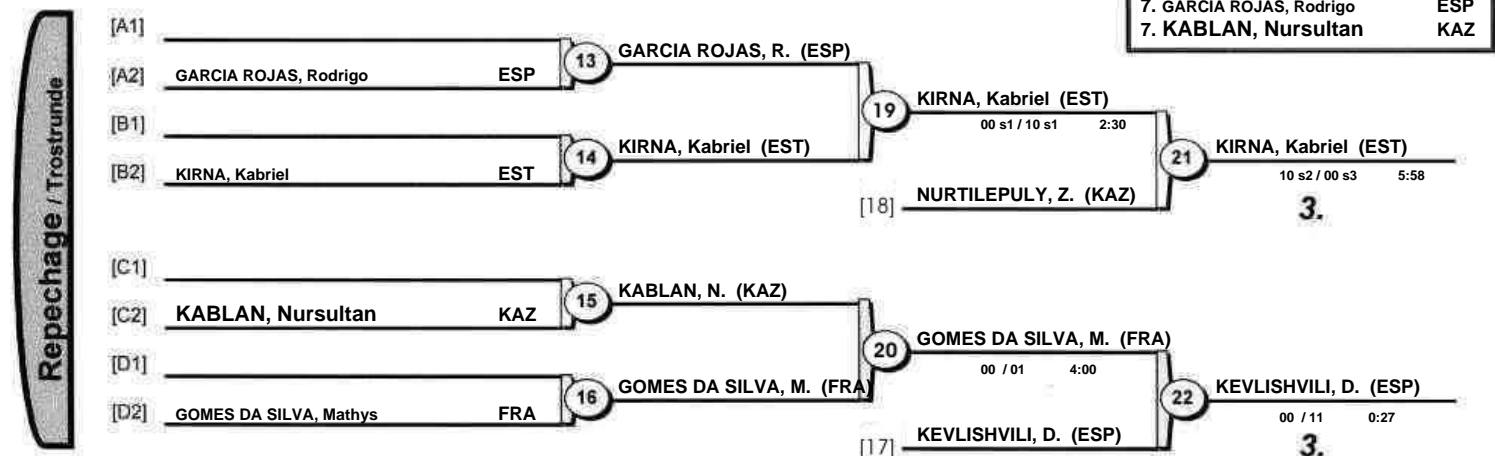 7. GARCIA ROJAS, Rodrigo ESP
7. KABLAN, Nursultan KAZ
Repechage / Trostrunde
[A1]
[A2] GARCIA ROJAS, Rodrigo ESP
13
GARCIA ROJAS, R. (ESP)
[B1]
[B2] KIRNA, Kabriel EST
14
KIRNA, Kabriel (EST)
19
KIRNA, Kabriel (EST)
00 s1 / 10 s1 2:30
[18] NURTILEPULY, Z. (KAZ)
21
KIRNA, Kabriel (EST)
10 s2 / 00 s3 5:58
3.
[C1]
[C2] KABLAN, Nursultan KAZ
15
KABLAN, N. (KAZ)
[D1]
[D2] GOMES DA SILVA, Mathys FRA
16
GOMES DA SILVA, M. (FRA)
20
GOMES DA SILVA, M. (FRA)
00 / 01 4:00
[17] KEVLISHVILI, D. (ESP)
22
KEVLISHVILI, D. (ESP)
00 / 11 0:27
3.